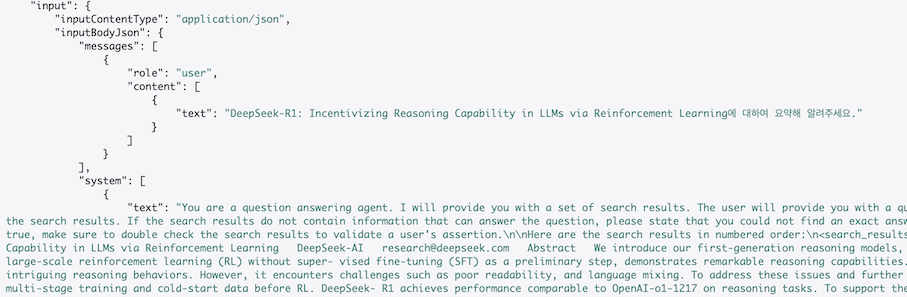 "input": {
"inputContentType": "application/json",
"inputBodyJson": {
"messages": [
{
"role": "user",
"content": [
{
"text": "DeepSeek-R1: Incentivizing Reasoning Capability in LLMs via Reinforcement Learning에 대하여 요약해 알려주세요."
}
]
}
],
"system": [
{
"text": "You are a question answering agent. I will provide you with a set of search results. The user will provide you with a qu
the search results. If the search results do not contain information that can answer the question, please state that you could not find an exact answ
true, make sure to double check the search results to validate a user's assertion.\n\nHere are the search results in numbered order:\n<search_results
Capability in LLMs via Reinforcement Learning DeepSeek-AI research@deepseek.com Abstract We introduce our first-generation reasoning models,
large-scale reinforcement learning (RL) without super- vised fine-tuning (SFT) as a preliminary step, demonstrates remarkable reasoning capabilities.
intriguing reasoning behaviors. However, it encounters challenges such as poor readability, and language mixing. To address these issues and further
multi-stage training and cold-start data before RL. DeepSeek- R1 achieves performance comparable to OpenAI-o1-1217 on reasoning tasks. To support the